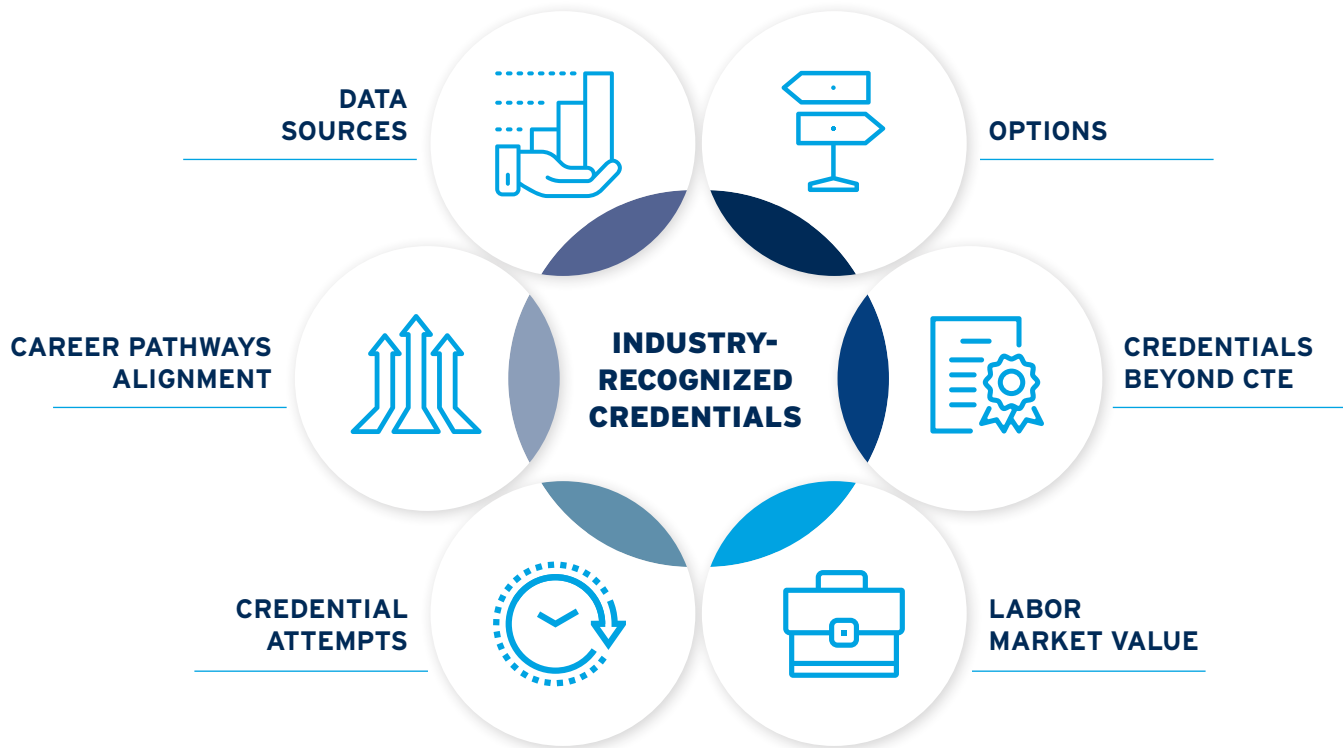 DATA
SOURCES
OPTIONS
CAREER PATHWAYS
ALIGNMENT
INDUSTRY-
RECOGNIZED
CREDENTIALS
CREDENTIALS
BEYOND CTE
CREDENTIAL
ATTEMPTS
LABOR
MARKET VALUE